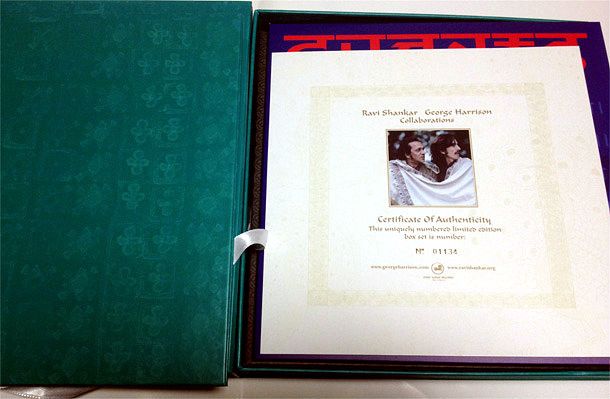 Ravi Shankar George Harrison
Collaborations
Certificate Of Authenticity
This uniquely numbered limited edition
box set is number:
Nº 01134
www.georgeharrison.com www.ravishankar.org